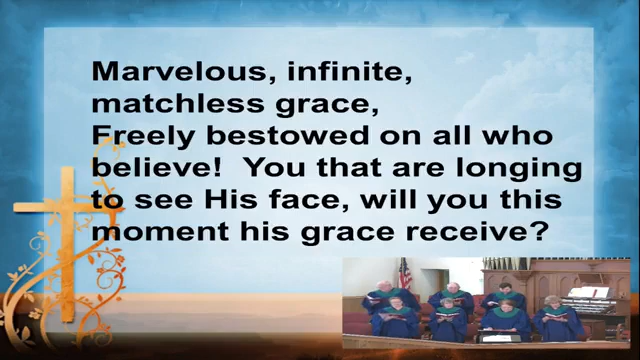 Marvelous, infinite,
matchless grace,
Freely bestowed on all who
believe!  You that are longing
to see His face, will you this
moment his grace receive?